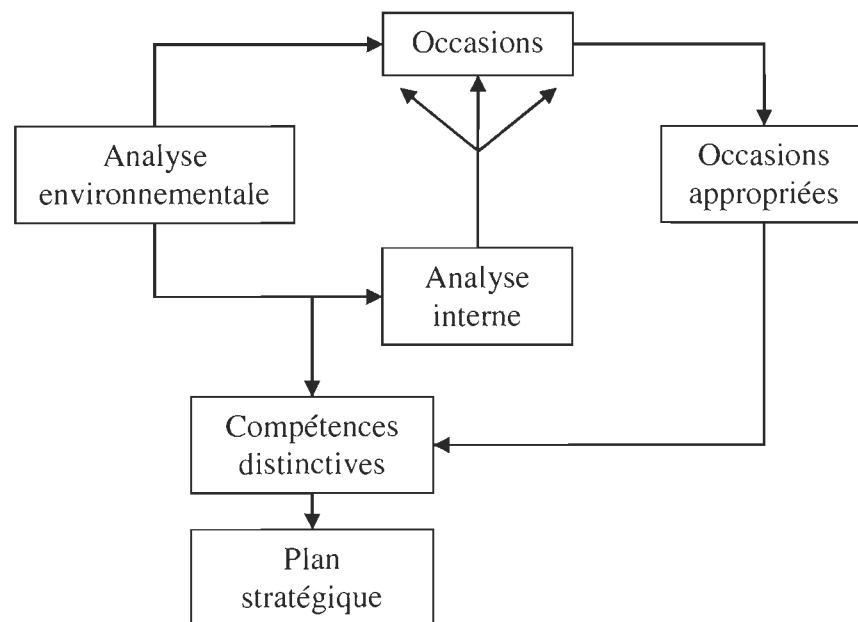 Occasions
Analyse
environnementale
Occasions
appropriées
Analyse
interne
Compétences
distinctives
Plan
stratégique